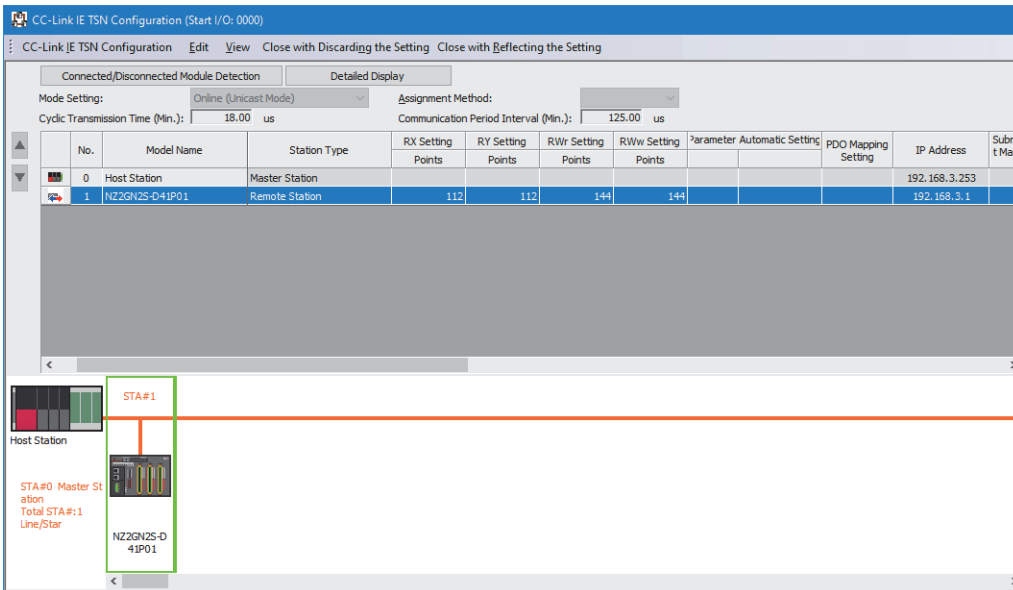 CC-Link IE TSN Configuration (Start I/O: 0000)
CC-Link IE TSN Configuration Edit View Close with Discarding the Setting Close with Reflecting the Setting
Connected/Disconnected Module Detection Detailed Display
Mode Setting: Online (Unicast Mode) Assignment Method:
Cyclic Transmission Time (Min.): 18.00 us Communication Period Interval (Min.): 125.00 us
No. Model Name Station Type RX Setting RY Setting RWr Setting RWw Setting Parameter Automatic Setting PDO Mapping Setting IP Address Subr t Ma
Points Points Points Points
0 Host Station Master Station 192.168.3.253
1 NZ2GN2S-D41P01 Remote Station 112 112 144 144 192.168.3.1
STA#1
Host Station
STA#0 Master St
ation
Total STA#:1
Line/Star
NZ2GN2S-D
41P01